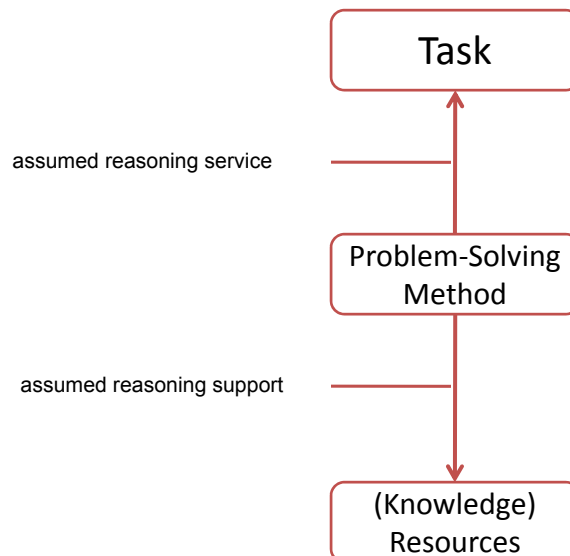 Task
assumed reasoning service
Problem-Solving
Method
assumed reasoning support
(Knowledge)
Resources